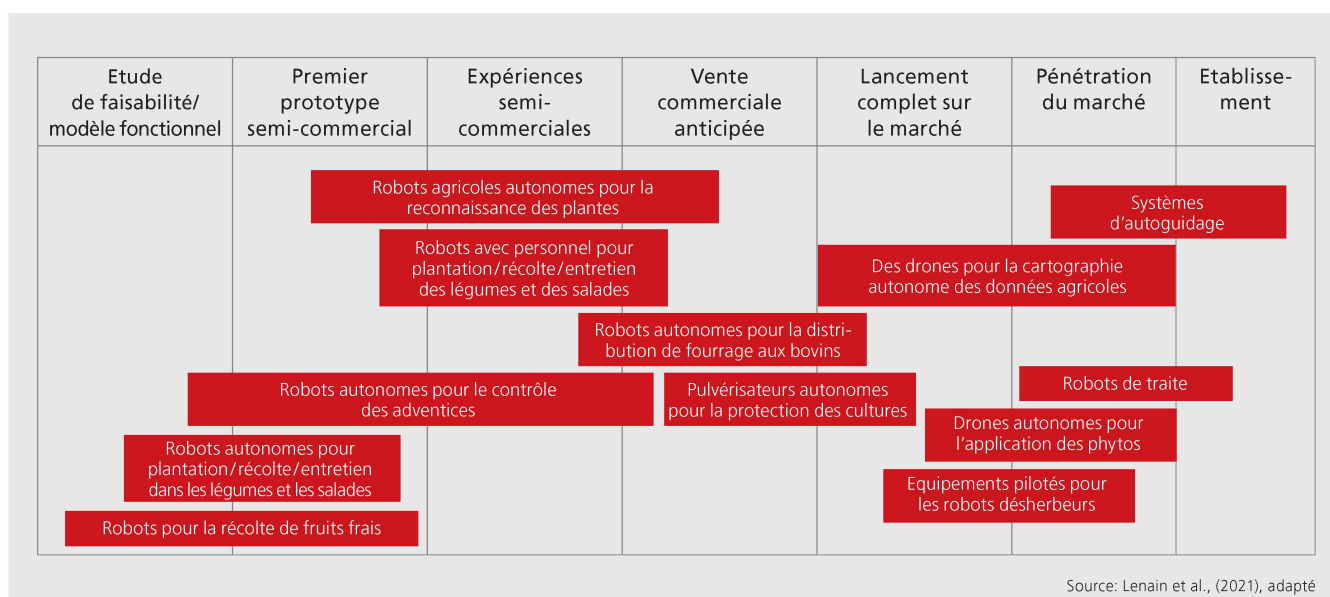 Etude
de faisabilité/
modèle fonctionnel
Premier
prototype
semi-commercial
Expériences
semi-
commerciales
Vente
commerciale
anticipée
Lancement
complet sur
le marché
Pénétration
du marché
Etablisse-
ment
Robots agricoles autonomes pour la
reconnaissance des plantes
Systèmes
d'autoguidage
Robots avec personnel pour
plantation/récolte/entretien
des légumes et des salades
Des drones pour la cartographie
autonome des données agricoles
Robots autonomes pour la distri-
bution de fourrage aux bovins
Robots autonomes pour le contrôle
des adventices
Pulvérisateurs autonomes
pour la protection des cultures
Robots de traite
Drones autonomes pour
l'application des phytos
Robots autonomes pour
plantation/récolte/entretien
dans les légumes et les salades
Equipements pilotés pour
les robots désherbeurs
Robots pour la récolte de fruits frais
Source: Lenain et al., (2021), adapté